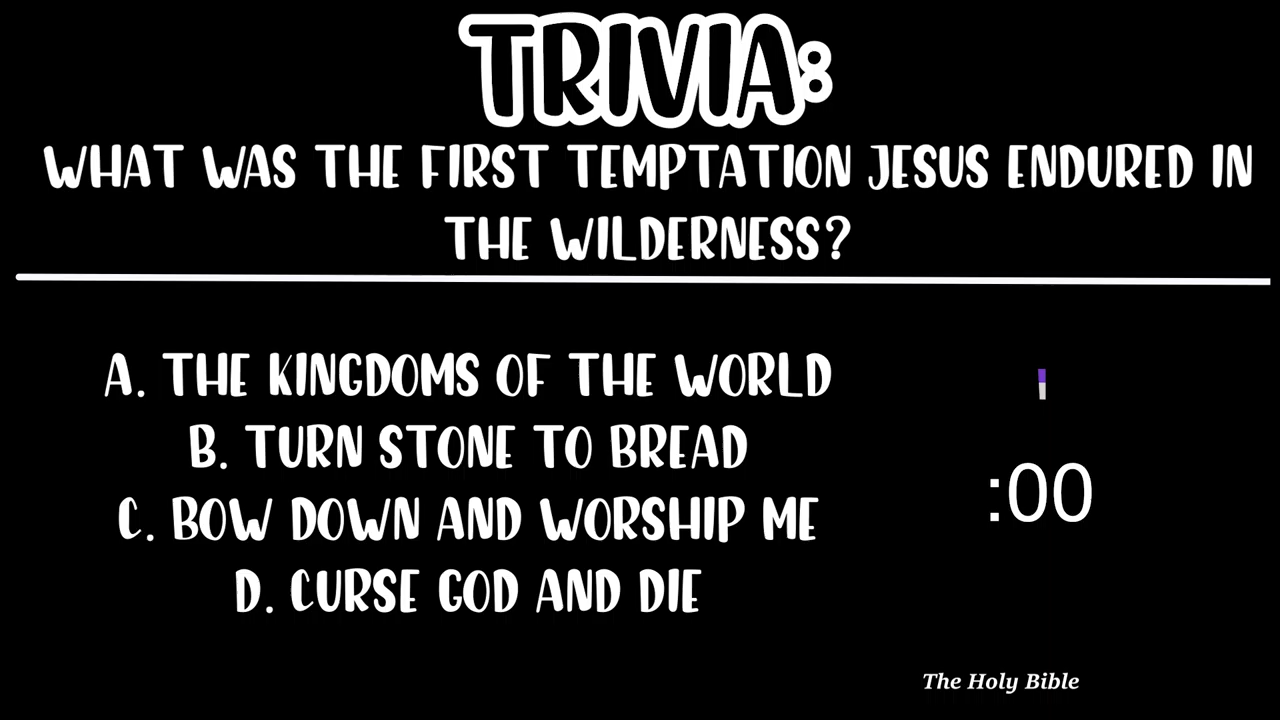 TRIVIA:
WHAT WAS THE FIRST TEMPTATION JESUS ENDURED IN
THE WILDERNESS?
A. THE KINGDOMS OF THE WORLD
B. TURN STONE TO BREAD
C. BOW DOWN AND WORSHIP ME
D. CURSE GOD AND DIE
:00
The Holy Bible